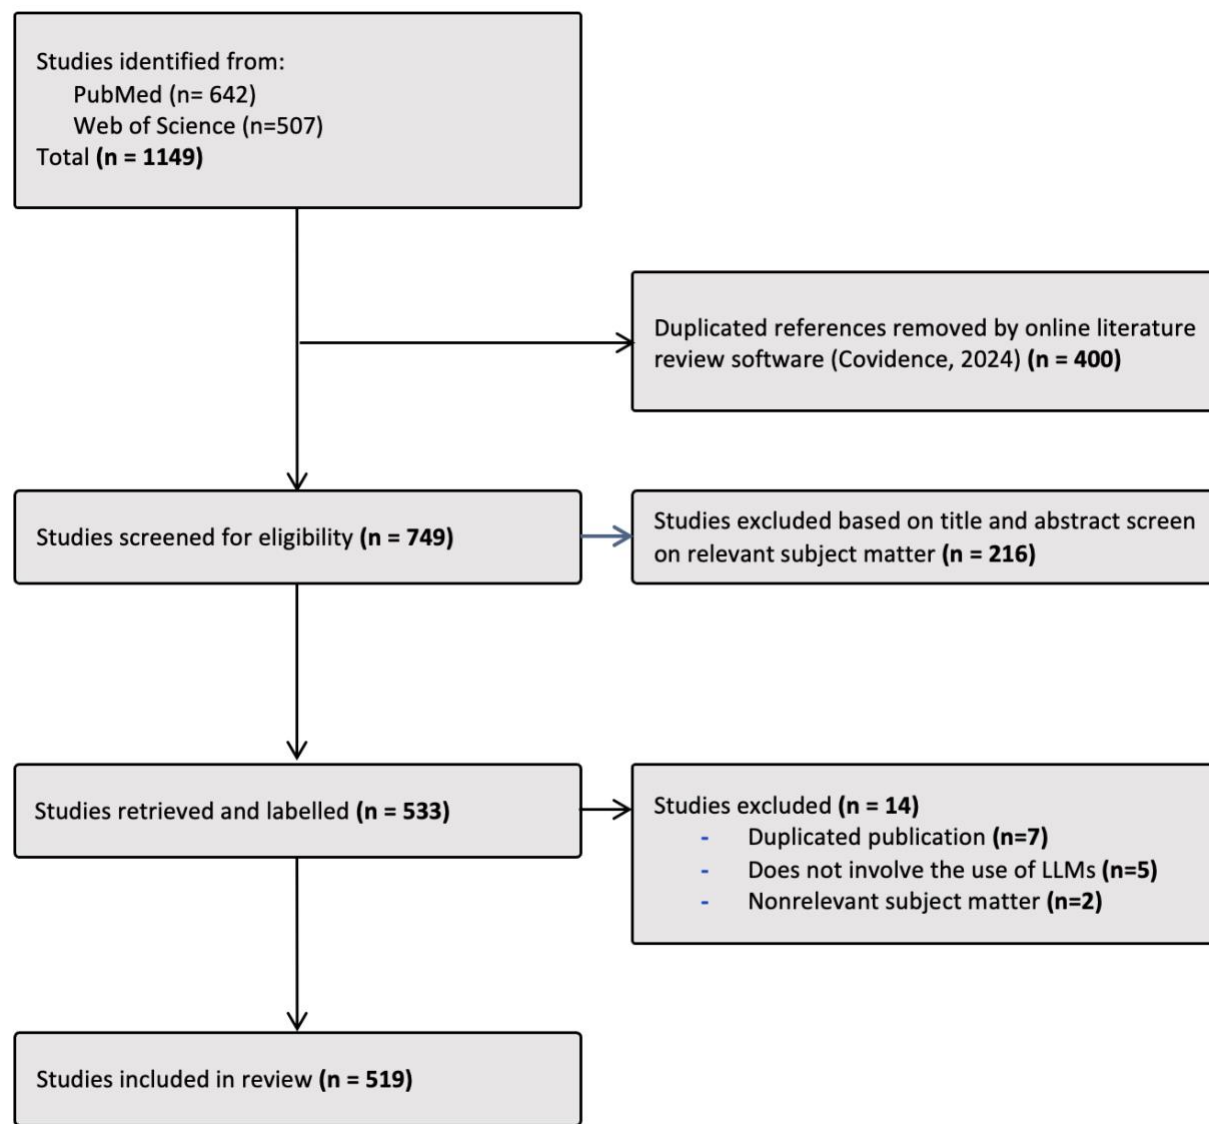 Studies identified from:
PubMed (n= 642)
Web of Science (n=507)
Total (n = 1149)
Duplicated references removed by online literature
review software (Covidence, 2024) (n = 400)
Studies screened for eligibility (n = 749)
Studies excluded based on title and abstract screen
on relevant subject matter (n = 216)
Studies retrieved and labelled (n = 533)
Studies excluded (n = 14)
- Duplicated publication (n=7)
- Does not involve the use of LLMs (n=5)
- Nonrelevant subject matter (n=2)
Studies included in review (n = 519)